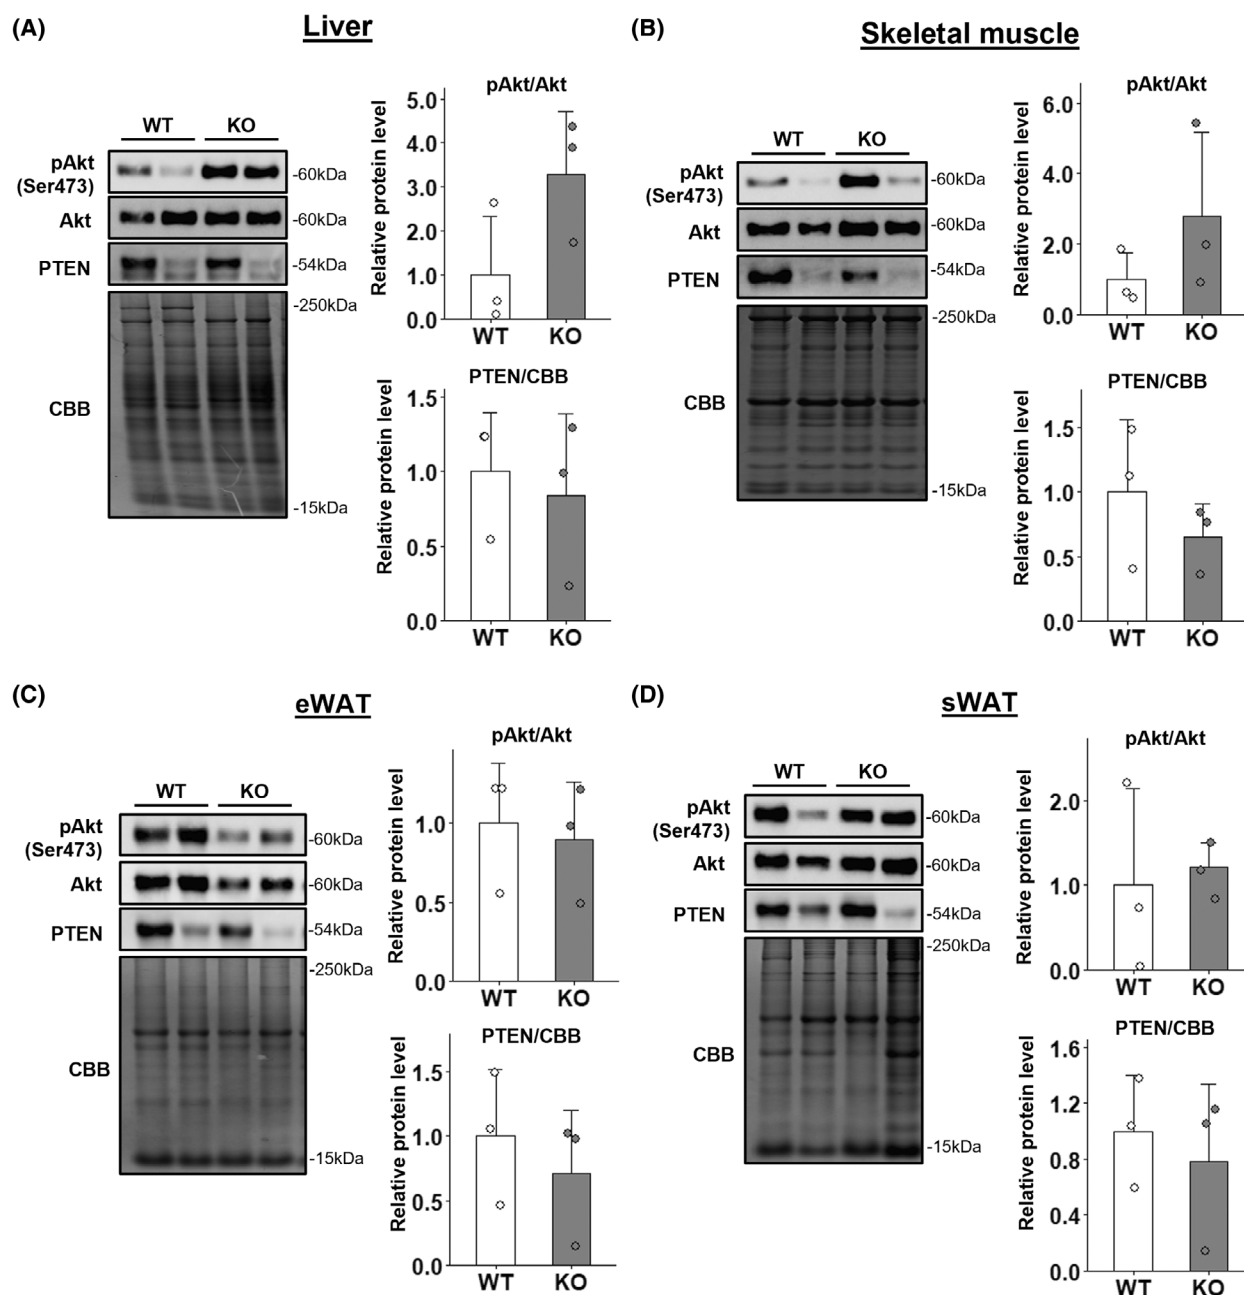 (A)
Liver
WT
KO
pAkt
(Ser473)
-60kDa
Akt
-60kDa
PTEN
-54kDa
-250kDa
CBB
-15kDa
pAkt/Akt
Relative protein level
5.0
4.0
3.0
2.0
1.0
0.0
WT
KO
PTEN/CBB
Relative protein level
1.5
1.0
0.5
0.0
WT
KO
(B)
Skeletal muscle
WT
KO
pAkt
(Ser473)
-60kDa
Akt
-60kDa
PTEN
-54kDa
-250kDa
CBB
-15kDa
pAkt/Akt
Relative protein level
6.0
4.0
2.0
0.0
WT
KO
PTEN/CBB
Relative protein level
1.5
1.0
0.5
0.0
WT
KO
(C)
eWAT
WT
KO
pAkt
(Ser473)
-60kDa
Akt
-60kDa
PTEN
-54kDa
-250kDa
CBB
-15kDa
pAkt/Akt
Relative protein level
1.0
0.5
0.0
WT
KO
PTEN/CBB
Relative protein level
1.5
1.0
0.5
0.0
WT
KO
(D)
sWAT
WT
KO
pAkt
(Ser473)
-60kDa
Akt
-60kDa
PTEN
-54kDa
-250kDa
CBB
-15kDa
pAkt/Akt
Relative protein level
2.0
1.0
0.0
WT
KO
PTEN/CBB
Relative protein level
1.6
1.2
0.8
0.4
0.0
WT
KO